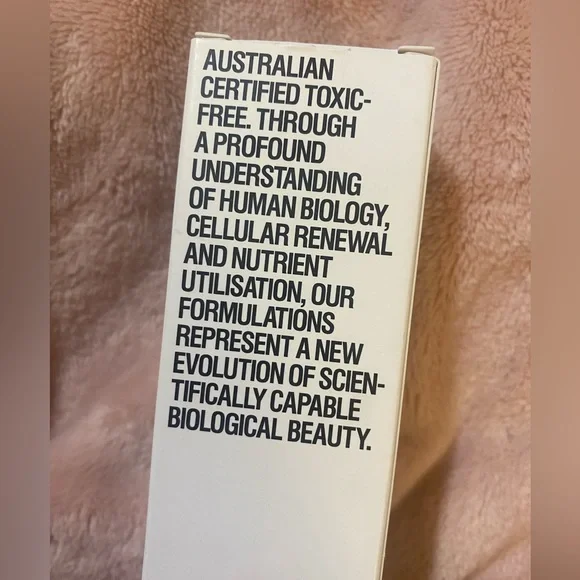 AUSTRALIAN
CERTIFIED TOXIC-
FREE. THROUGH
A PROFOUND
UNDERSTANDING
OF HUMAN BIOLOGY,
CELLULAR RENEWAL
AND NUTRIENT
UTILISATION, OUR
FORMULATIONS
REPRESENT A NEW
EVOLUTION OF SCIEN-
TIFICALLY CAPABLE
BIOLOGICAL BEAUTY.